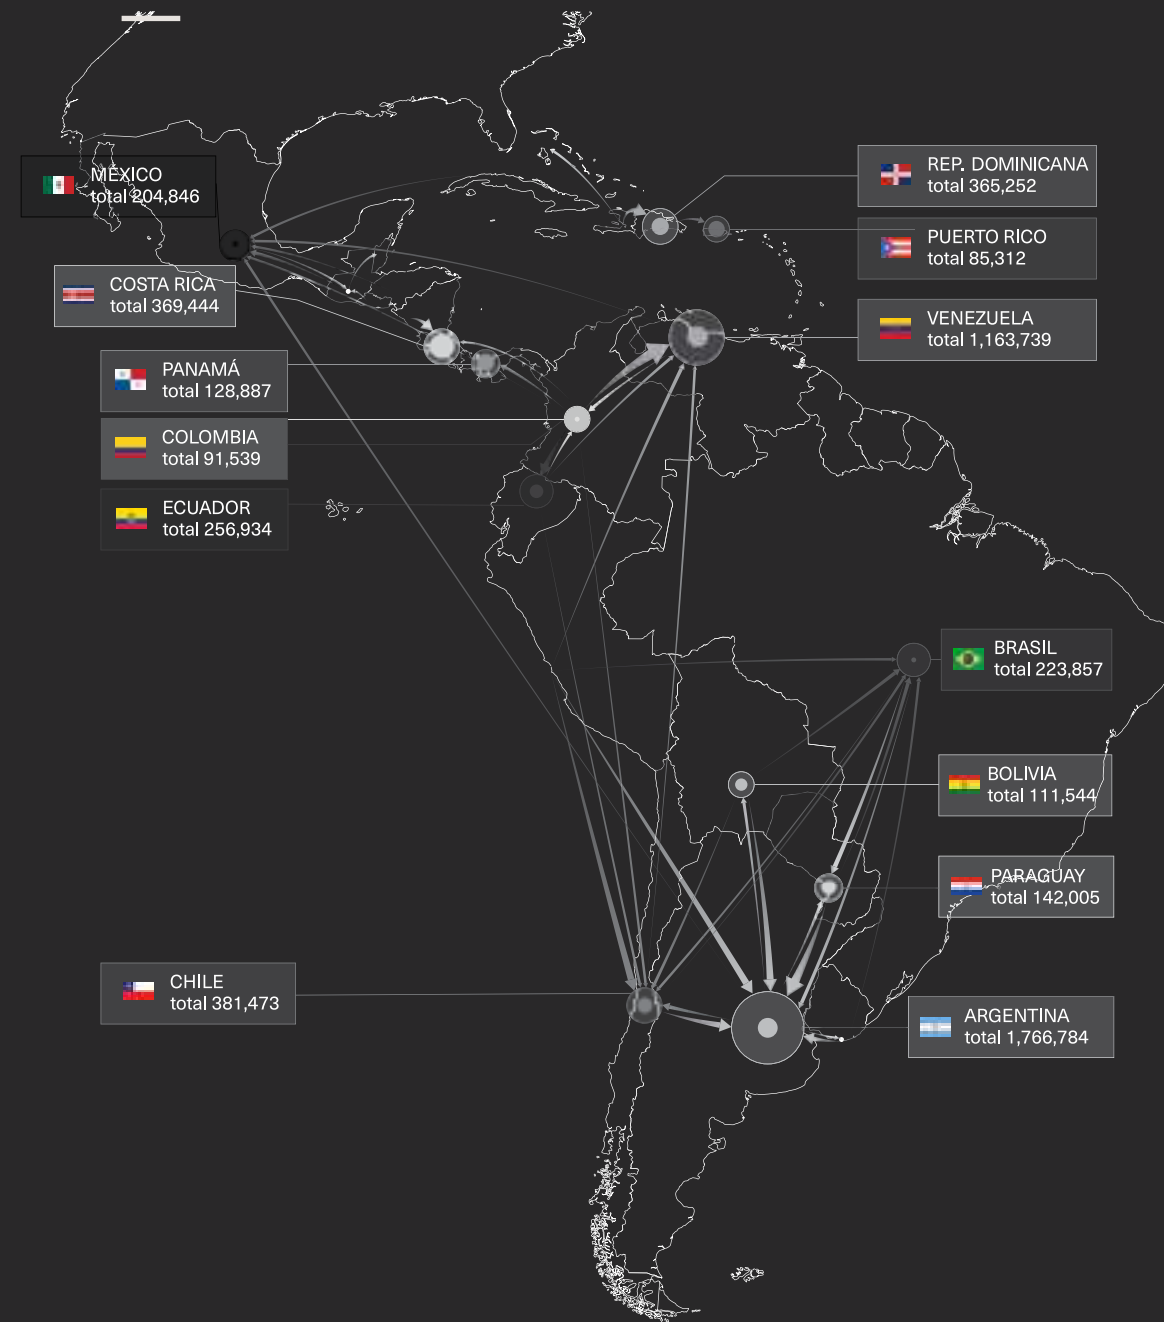 MÉXICO
total 204,846
COSTA RICA
total 369,444
PANAMÁ
total 128,887
COLOMBIA
total 91,539
ECUADOR
total 256,934
REP. DOMINICANA
total 365,252
PUERTO RICO
total 85,312
VENEZUELA
total 1,163,739
BRASIL
total 223,857
BOLIVIA
total 111,544
PARAGUAY
total 142,005
CHILE
total 381,473
ARGENTINA
total 1,766,784